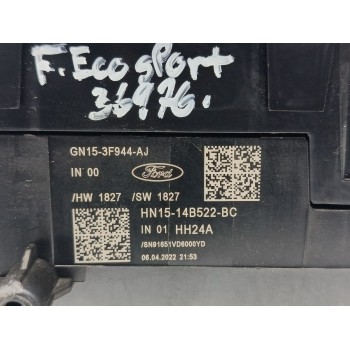 F. Ecosport
36976.
GN15-3F944-AJ
IN 00
Ford
/HW 1827 /SW 1827
HN15-14B522-BC
IN 01 HH24A
/SN91651VD6000YD
06.04.2022 21:53